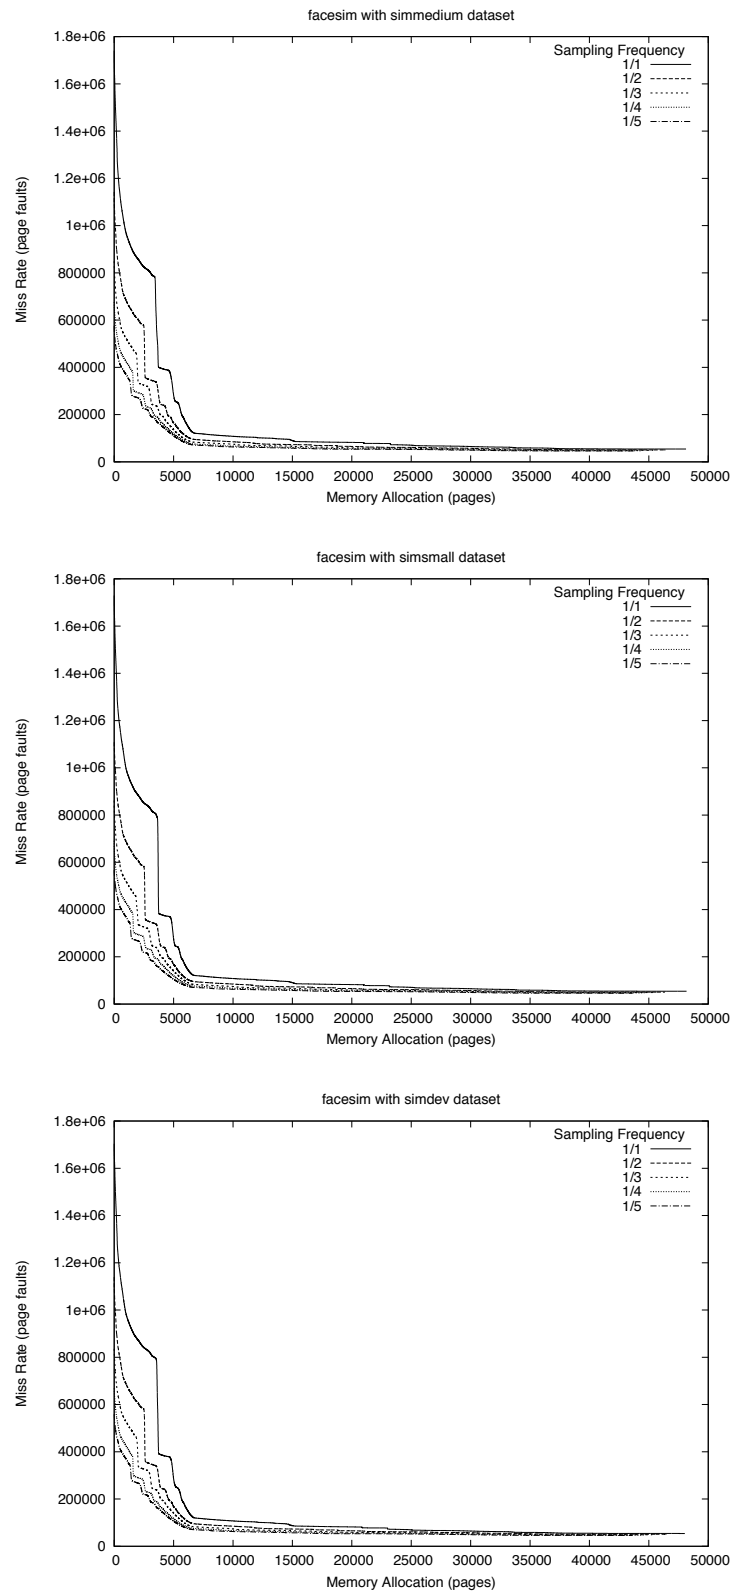 facesim with simmedium dataset
1.8e+06
Sampling Frequency
1/1
1.6e+06
1/2
1/3
1/4
1.4e+06
1/5
1.2e+06
1e+06
Miss Rate (page faults)
800000
600000
400000
200000
0
0 5000 10000 15000 20000 25000 30000 35000 40000 45000 50000
Memory Allocation (pages)
facesim with simsmall dataset
1.8e+06
Sampling Frequency
1/1
1.6e+06
1/2
1/3
1/4
1.4e+06
1/5
1.2e+06
1e+06
Miss Rate (page faults)
800000
600000
400000
200000
0
0 5000 10000 15000 20000 25000 30000 35000 40000 45000 50000
Memory Allocation (pages)
facesim with simdev dataset
1.8e+06
Sampling Frequency
1/1
1.6e+06
1/2
1/3
1/4
1.4e+06
1/5
1.2e+06
1e+06
Miss Rate (page faults)
800000
600000
400000
200000
0
0 5000 10000 15000 20000 25000 30000 35000 40000 45000 50000
Memory Allocation (pages)